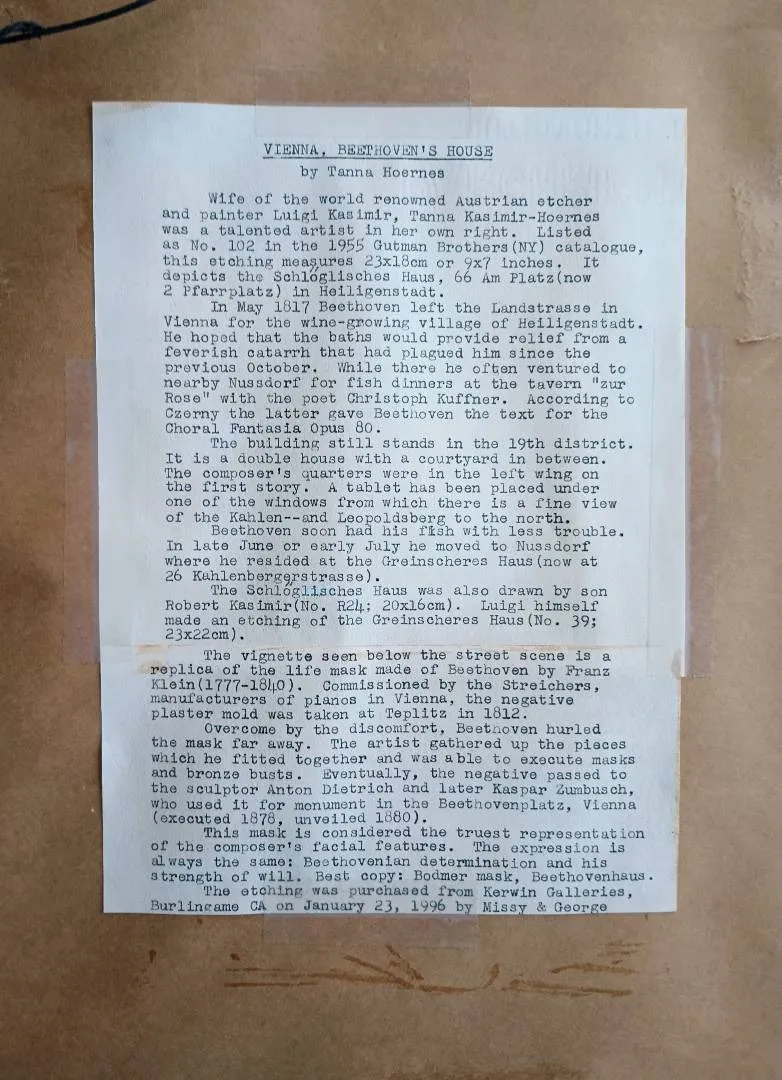 VIENNA, BEETHOVEN'S HOUSE
by Tanna Hoernes
Wife of the world renowned Austrian etcher
and painter Luigi Kasimir, Tanna Kasimir-Hoernes
was a talented artist in her own right. Listed
as No. 102 in the 1955 Gutman Brothers(NY) catalogue,
this etching measures 23x18cm or 9x7 inches. It
depicts the Schlöglisches Haus, 66 Am Platz(now
2 Pfarrplatz) in Heiligenstadt.
In May 1817 Beethoven left the Landstrasse in
Vienna for the wine-growing village of Heiligenstadt.
He hoped that the baths would provide relief from a
feverish catarrh that had plagued him since the
previous October. While there he often ventured to
nearby Nussdorf for fish dinners at the tavern "zur
Rose" with the poet Christoph Kuffner. According to
Czerny the latter gave Beethoven the text for the
Choral Fantasia Opus 80.
The building still stands in the 19th district.
It is a double house with a courtyard in between.
The composer's quarters were in the left wing on
the first story. A tablet has been placed under
one of the windows from which there is a fine view
of the Kahlen--and Leopoldsberg to the north.
Beethoven soon had his fish with less trouble.
In late June or early July he moved to Nussdorf
where he resided at the Greinscheres Haus(now at
26 Kahlenbergerstrasse).
The Schlöglisches Haus was also drawn by son
Robert Kasimir(No. R24; 20x16cm). Luigi himself
made an etching of the Greinscheres Haus(No. 39;
23x22cm).
The vignette seen below the street scene is a
replica of the life mask made of Beethoven by Franz
Klein(1777-1840). Commissioned by the Streichers,
manufacturers of pianos in Vienna, the negative
plaster mold was taken at Teplitz in 1812.
Overcome by the discomfort, Beethoven hurled
the mask far away. The artist gathered up the pieces
which he fitted together and was able to execute masks
and bronze busts. Eventually, the negative passed to
the sculptor Anton Dietrich and later Kaspar Zumbusch,
who used it for monument in the Beethovenplatz, Vienna
(executed 1878, unveiled 1880).
This mask is considered the truest representation
of the composer's facial features. The expression is
always the same: Beethovenian determination and his
strength of will. Best copy: Bodmer mask, Beethovenhaus.
The etching was purchased from Kerwin Galleries,
Burlingame CA on January 23, 1996 by Missy & George